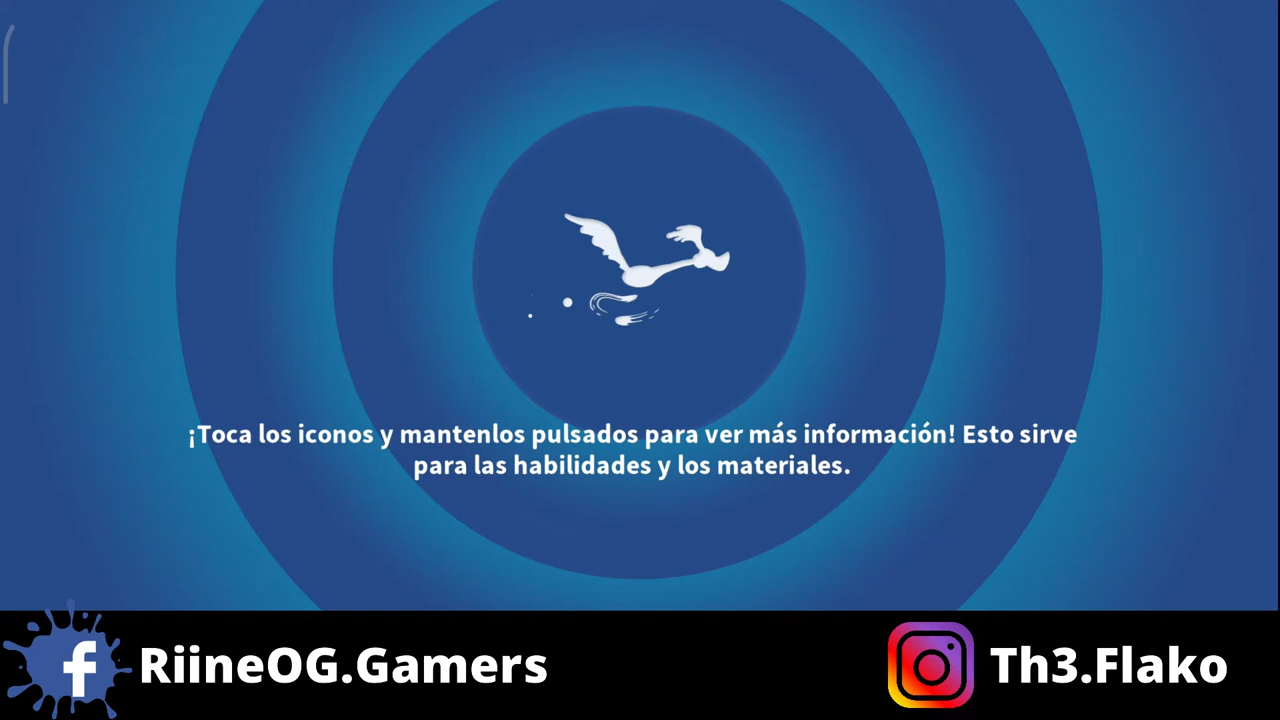 ¡Toca los iconos y mantenlos pulsados para ver más información! Esto sirve
para las habilidades y los materiales.
RiineOG.Gamers
Th3.Flako